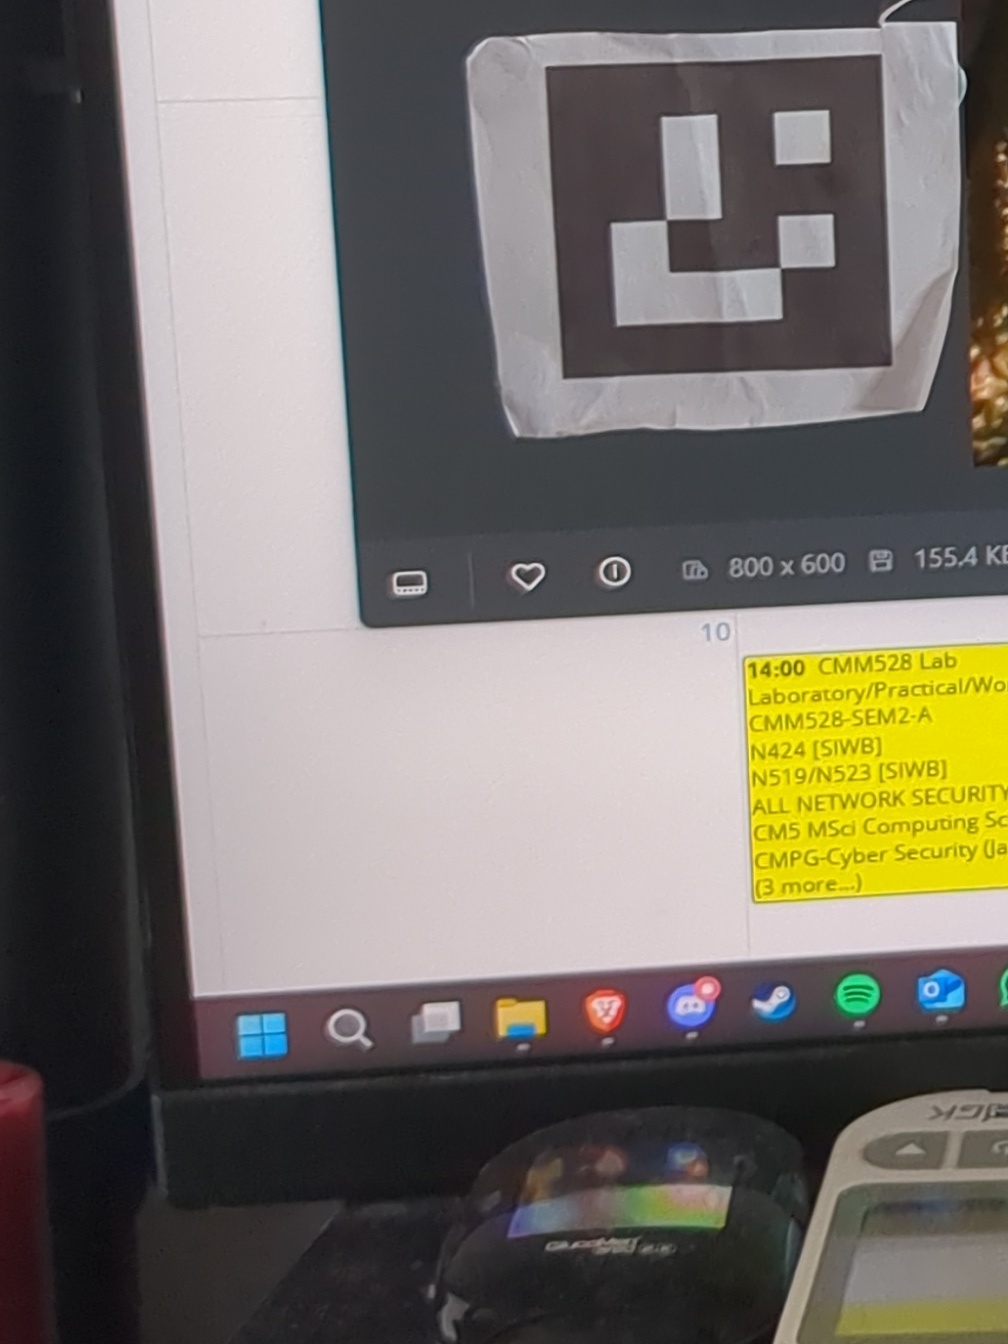 800 x 600
155.4 KB
10
14:00 CMM528 Lab
Laboratory/Practical/Wo
CMM528-SEM2-A
N424 [SIWB]
N519/N523 [SIWB]
ALL NETWORK SECURITY
CM5 MSci Computing Sc
CMPG-Cyber Security (Ja
(3 more...)